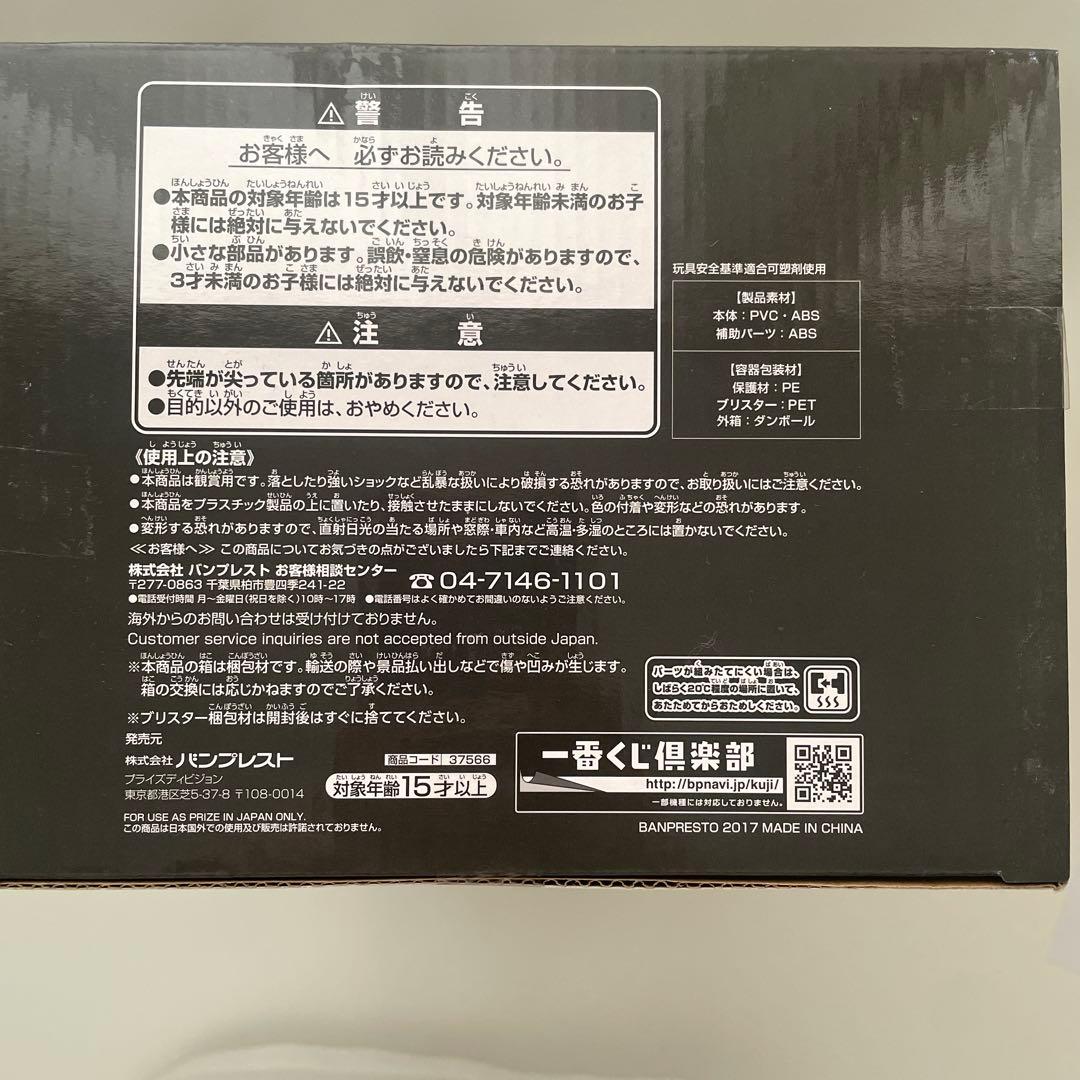 ⚠警告
お客様へ 必ずお読みください。
●本商品の対象年齢は15才以上です。対象年齢未満のお子
様には絶対に与えないでください。
●小さな部品があります。誤飲・窒息の危険がありますので、
3才未満のお子様には絶対に与えないでください。
⚠注意
●先端が尖っている箇所がありますので、注意してください。
●目的以外のご使用は、おやめください。
玩具安全基準適合可塑剤使用
【製品素材】
本体:PVC・ABS
補助パーツ:ABS
【容器包装材】
保護材:PE
ブリスター:PET
外箱:ダンボール
《使用上の注意》
●本商品は観賞用です。落としたり強いショックなど乱暴な扱いにより破損する恐れがありますので、お取り扱いにはご注意ください。
●本商品をプラスチック製品の上に置いたり、接触させたままにしないでください。色の付着や変形などの恐れがあります。
●変形する恐れがありますので、直射日光の当たる場所や窓際・車内など高温・多湿のところには置かないでください。
≪お客様へ≫ この商品についてお気づきの点がございましたら下記までご連絡ください。
株式会社 バンプレスト お客様相談センター ☎04-7146-1101
〒277-0863 千葉県柏市豊四季241-22
●電話受付時間 月~金曜日(祝日を除く)10時~17時 ●電話番号はよく確かめてお間違いのないようご注意ください。
海外からのお問い合わせは受け付けておりません。
Customer service inquiries are not accepted from outside Japan.
※本商品の箱は梱包材です。輸送の際や景品払い出しなどで傷や凹みが生じます。
箱の交換には応じかねますのでご了承ください。
※ブリスター梱包材は開封後はすぐに捨ててください。
パーツが組みたてにくい場合は、
しばらく20℃程度の場所に置いて、
あたためてからおためしください。
発売元
株式会社 バンプレスト
プライズディビジョン
東京都港区芝5-37-8 〒108-0014
商品コード 37566
対象年齢15才以上
FOR USE AS PRIZE IN JAPAN ONLY.
この商品は日本国外での使用及び販売は許諾されておりません。
一番くじ倶楽部
http://bpnavi.jp/kuji/
一部機種には対応しておりません。
BANPRESTO 2017 MADE IN CHINA